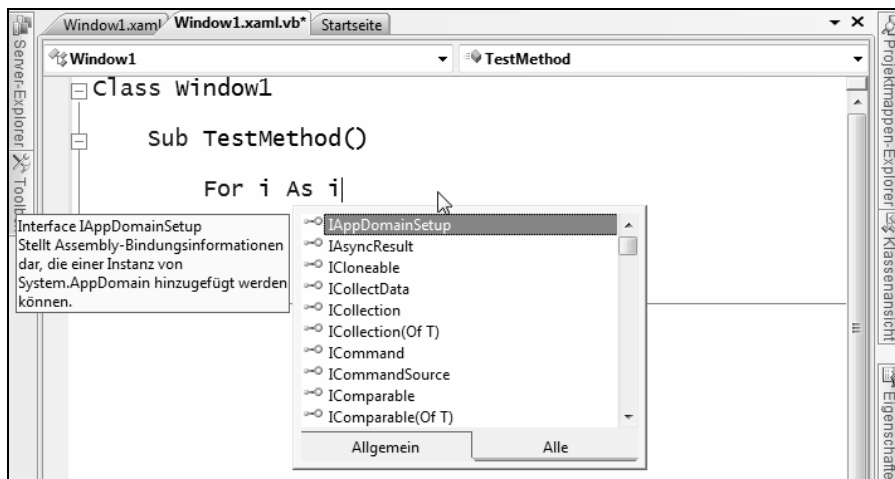 Window1.xaml
Window1.xaml.vb*
Startseite
Server-Explorer
Window1
TestMethod
Projektmappen-Explorer
Class Window1
Sub TestMethod()
For i As i
Interface IAppDomainSetup
Stellt Assembly-Bindungsinformationen
dar, die einer Instanz von
System.AppDomain hinzugefügt werden
können.
IAppDomainSetup
IAsyncResult
ICloneable
ICollectData
ICollection
ICollection(Of T)
ICommand
ICommandSource
IComparable
IComparable(Of T)
Allgemein
Alle
Klassenansicht